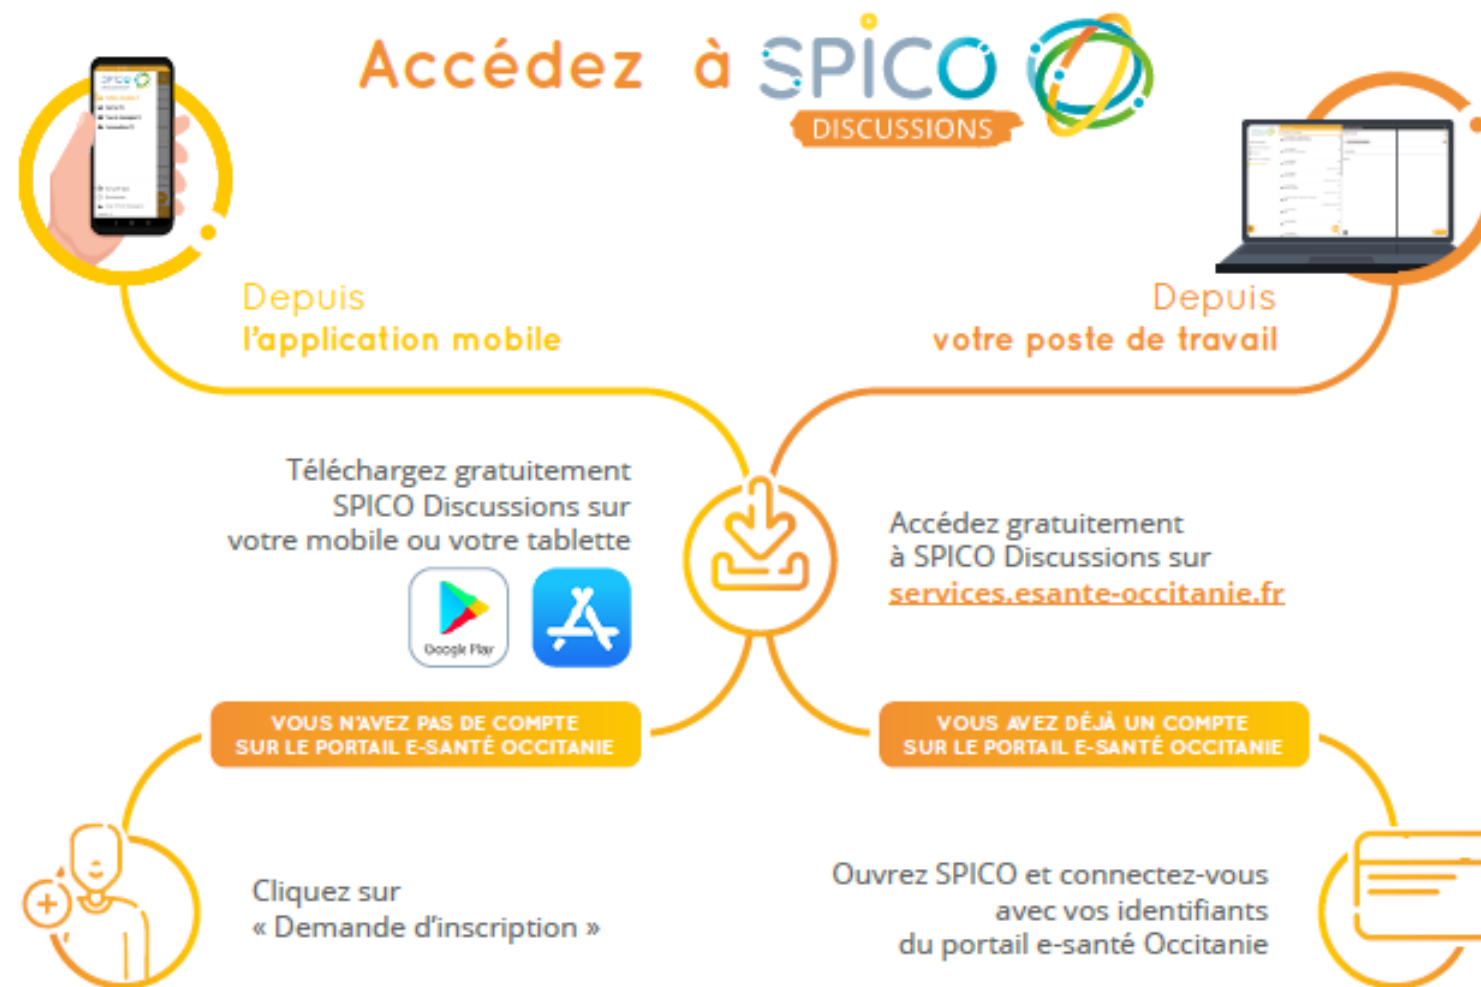 Accédez à SPICO
DISCUSSIONS
Depuis
l'application mobile
Depuis
votre poste de travail
Téléchargez gratuitement
SPICO Discussions sur
votre mobile ou votre tablette
Google Play
Accédez gratuitement
à SPICO Discussions sur
services.esante-occitanie.fr
VOUS N'AVEZ PAS DE COMPTE
SUR LE PORTAIL E-SANTÉ OCCITANIE
VOUS AVEZ DÉJÀ UN COMPTE
SUR LE PORTAIL E-SANTÉ OCCITANIE
Cliquez sur
« Demande d'inscription »
Ouvrez SPICO et connectez-vous
avec vos identifiants
du portail e-santé Occitanie